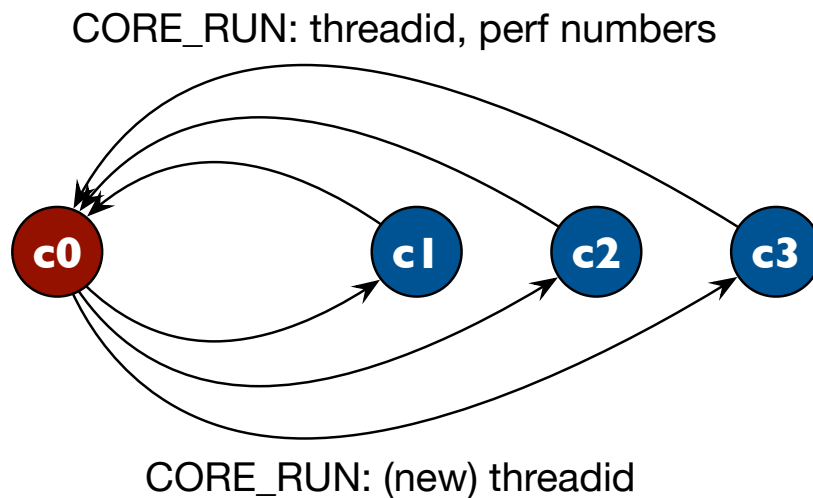 CORE_RUN: threadid, perf numbers
c0 c1 c2 c3
CORE_RUN: (new) threadid